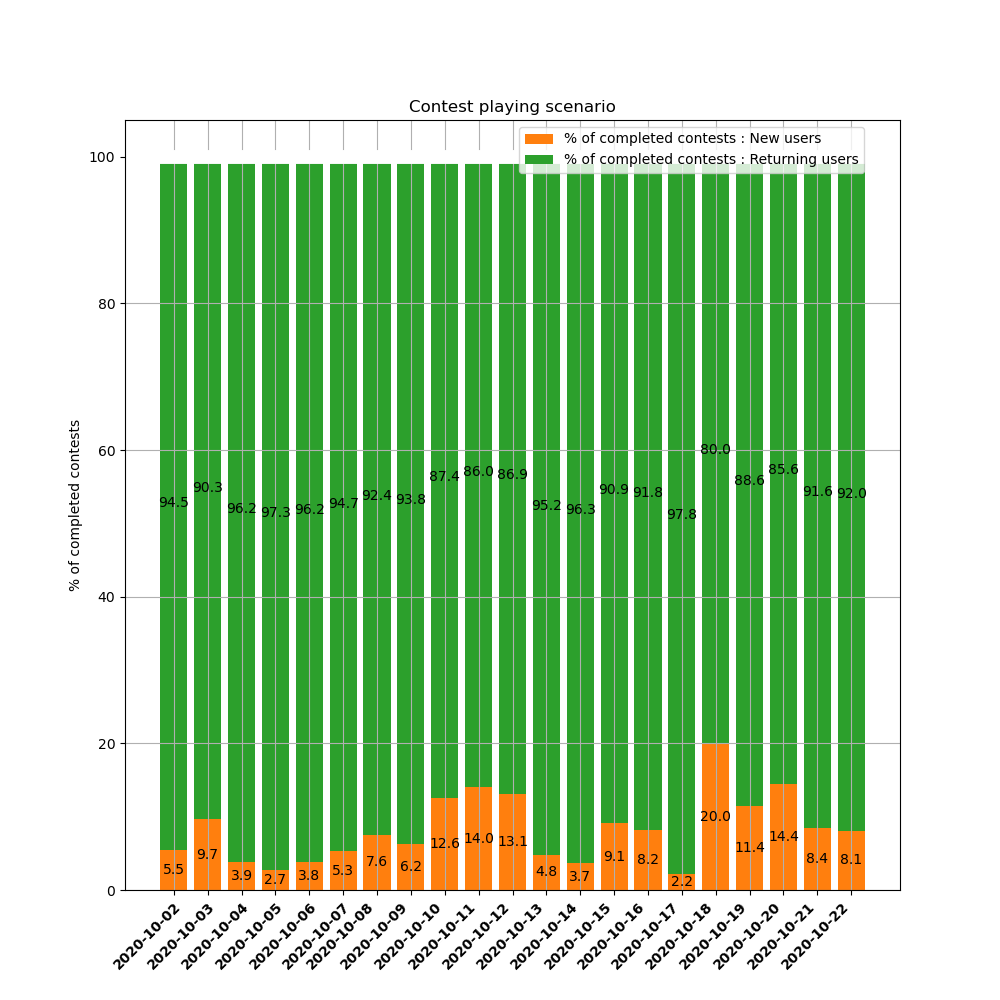 Contest playing scenario
% of completed contests : New users
% of completed contests : Returning users
% of completed contests
100
80
60
40
20
0
94.5 90.3 96.2 97.3 96.2 94.7 92.4 93.8 87.4 86.0 86.9 95.2 96.3 90.9 91.8 97.8 80.0 88.6 85.6 91.6 92.0
5.5 9.7 3.9 2.7 3.8 5.3 7.6 6.2 12.6 14.0 13.1 4.8 3.7 9.1 8.2 2.2 20.0 11.4 14.4 8.4 8.1
2020-10-02 2020-10-03 2020-10-04 2020-10-05 2020-10-06 2020-10-07 2020-10-08 2020-10-09 2020-10-10 2020-10-11 2020-10-12 2020-10-13 2020-10-14 2020-10-15 2020-10-16 2020-10-17 2020-10-18 2020-10-19 2020-10-20 2020-10-21 2020-10-22